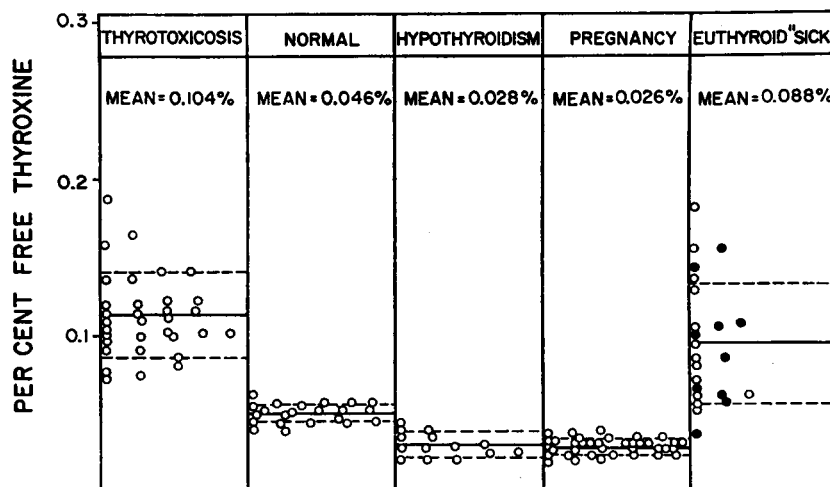 PER CENT FREE THYROXINE
0.3
0.2
0.1
THYROTOXICOSIS
NORMAL
HYPOTHYROIDISM
PREGNANCY
EUTHYROID "SICK
MEAN=0.104%
MEAN=0.046%
MEAN=0.028%
MEAN=0.026%
MEAN=0.088%